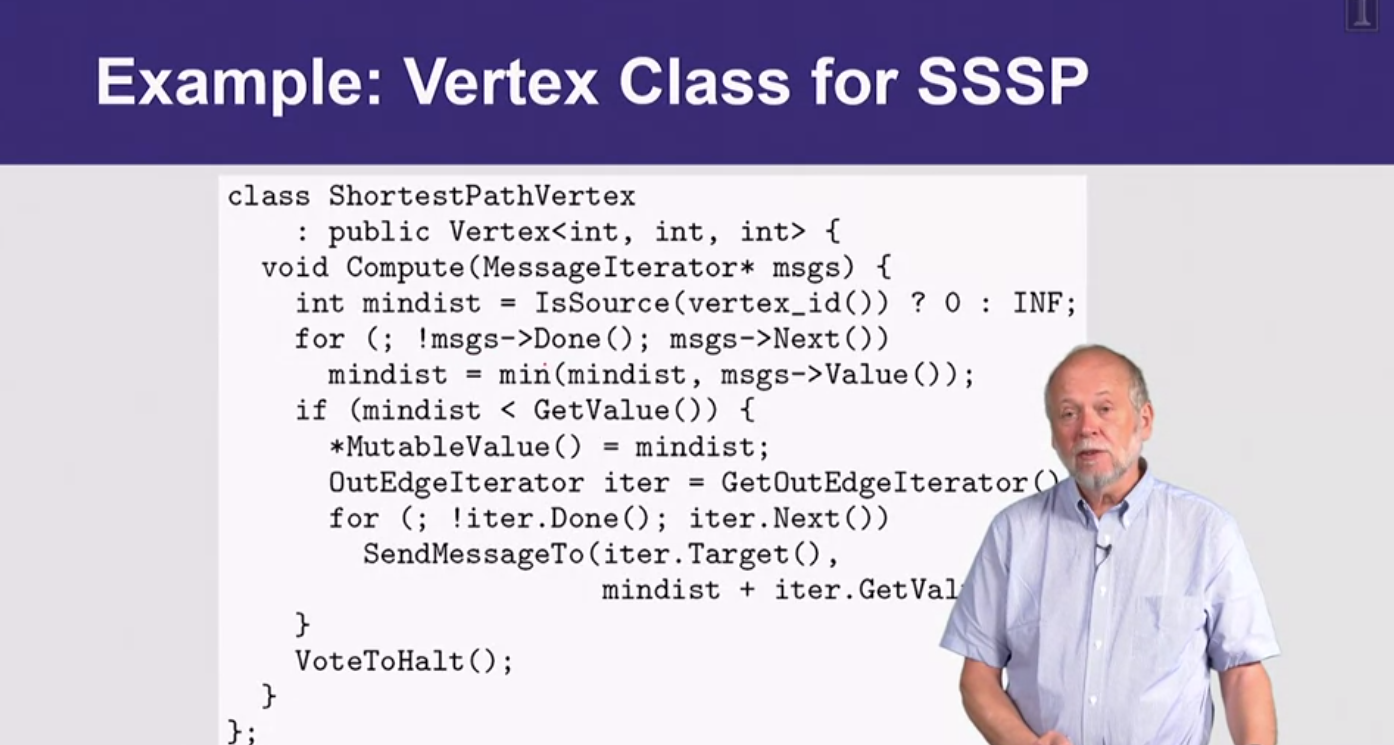 Example: Vertex Class for SSSP
class ShortestPathVertex
: public Vertex<int, int, int> {
void Compute(MessageIterator* msgs) {
int mindist = IsSource(vertex_id()) ? 0 : INF;
for (; !msgs->Done(); msgs->Next())
mindist = min(mindist, msgs->Value());
if (mindist < GetValue()) {
*MutableValue() = mindist;
OutEdgeIterator iter = GetOutEdgeIterator()
for (; !iter.Done(); iter.Next())
SendMessageTo(iter.Target(),
mindist + iter.GetVal
}
VoteToHalt();
}
};